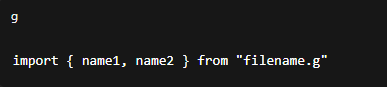 g
import { name1, name2 } from "filename.g"